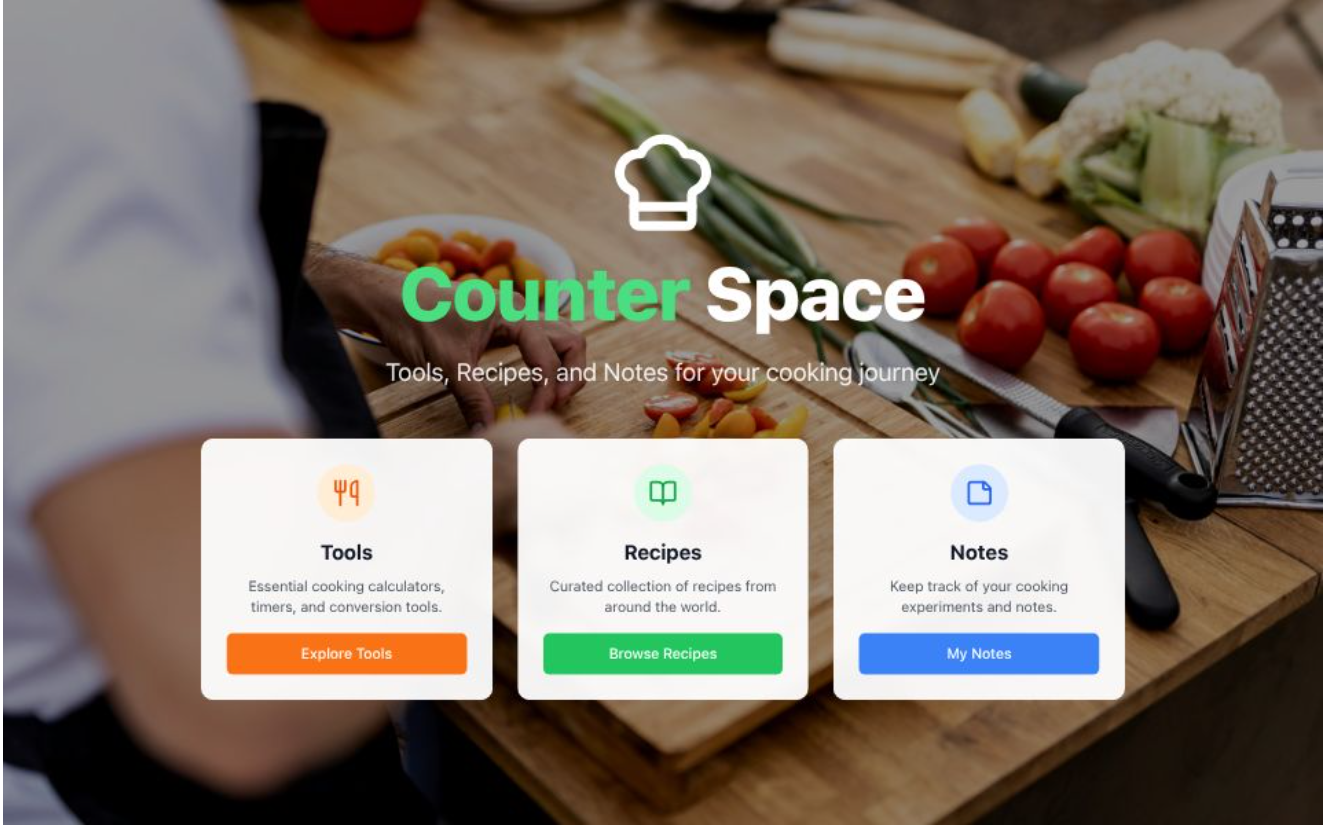 Counter Space
Tools, Recipes, and Notes for your cooking journey
Tools
Essential cooking calculators,
timers, and conversion tools.
Explore Tools
Recipes
Curated collection of recipes from
around the world.
Browse Recipes
Notes
Keep track of your cooking
experiments and notes.
My Notes